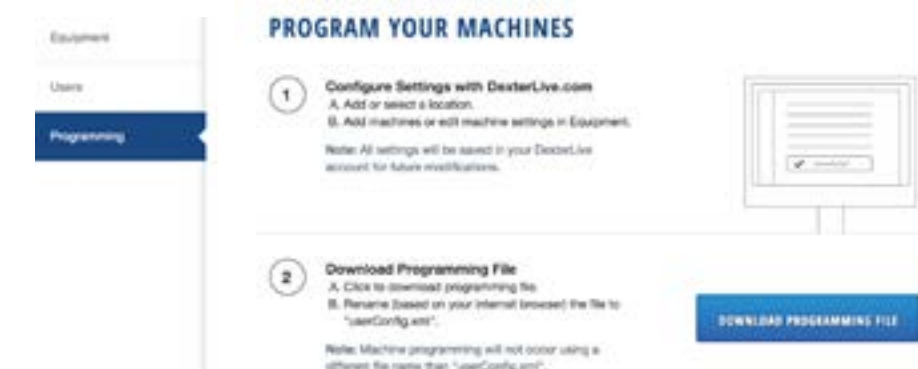 Equipment
Users
Programming
PROGRAM YOUR MACHINES
1
Configure Settings with DexterLive.com
A. Add or select a location.
B. Add machines or edit machine settings in Equipment.
Note: All settings will be saved in your DexterLive
account for future modifications.
2
Download Programming File
A. Click to download programming file.
B. Rename (based on your internet browser) the file to
"userConfig.xml".
Note: Machine programming will not occur using a
different file name than "userConfig.xml".
DOWNLOAD PROGRAMMING FILE